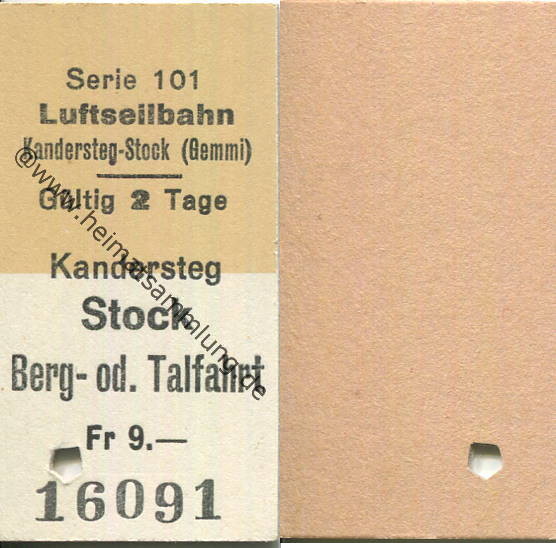 Serie 101
Luftseilbahn
Kandersteg-Stock (Gemmi)
Gültig 2 Tage
Kandersteg
Stock
Berg- od. Talfahrt
Fr 9.—
16091
@www.heimatsammlung.de